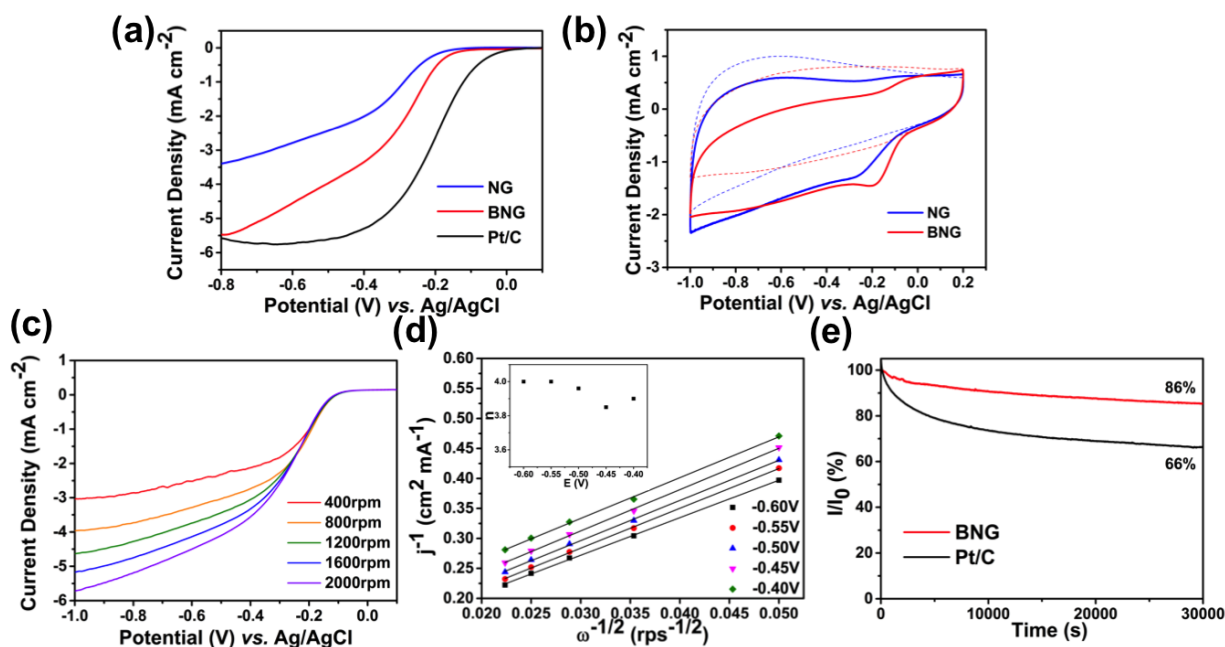 (a)
Current Density (mA cm⁻²)
0
-1
-2
-3
-4
-5
-6
NG
BNG
Pt/C
-0.8
-0.6
-0.4
-0.2
0.0
Potential (V) vs. Ag/AgCl
(b)
Current Density (mA cm⁻²)
1
0
-1
-2
-3
NG
BNG
-1.0
-0.8
-0.6
-0.4
-0.2
0.0
0.2
Potential (V) vs. Ag/AgCl
(c)
Current Density (mA cm⁻²)
1
0
-1
-2
-3
-4
-5
-6
400rpm
800rpm
1200rpm
1600rpm
2000rpm
-1.0
-0.8
-0.6
-0.4
-0.2
0.0
Potential (V) vs. Ag/AgCl
(d)
j⁻¹ (cm² mA⁻¹)
0.60
0.55
0.50
0.45
0.40
0.35
0.30
0.25
0.20
n
4.0
3.8
3.6
-0.60
-0.55
-0.50
-0.45
-0.40
E (V)
-0.60V
-0.55V
-0.50V
-0.45V
-0.40V
0.020
0.025
0.030
0.035
0.040
0.045
0.050
ω⁻¹/² (rps⁻¹/²)
(e)
I/I₀ (%)
100
80
60
40
20
0
86%
66%
BNG
Pt/C
0
10000
20000
30000
Time (s)